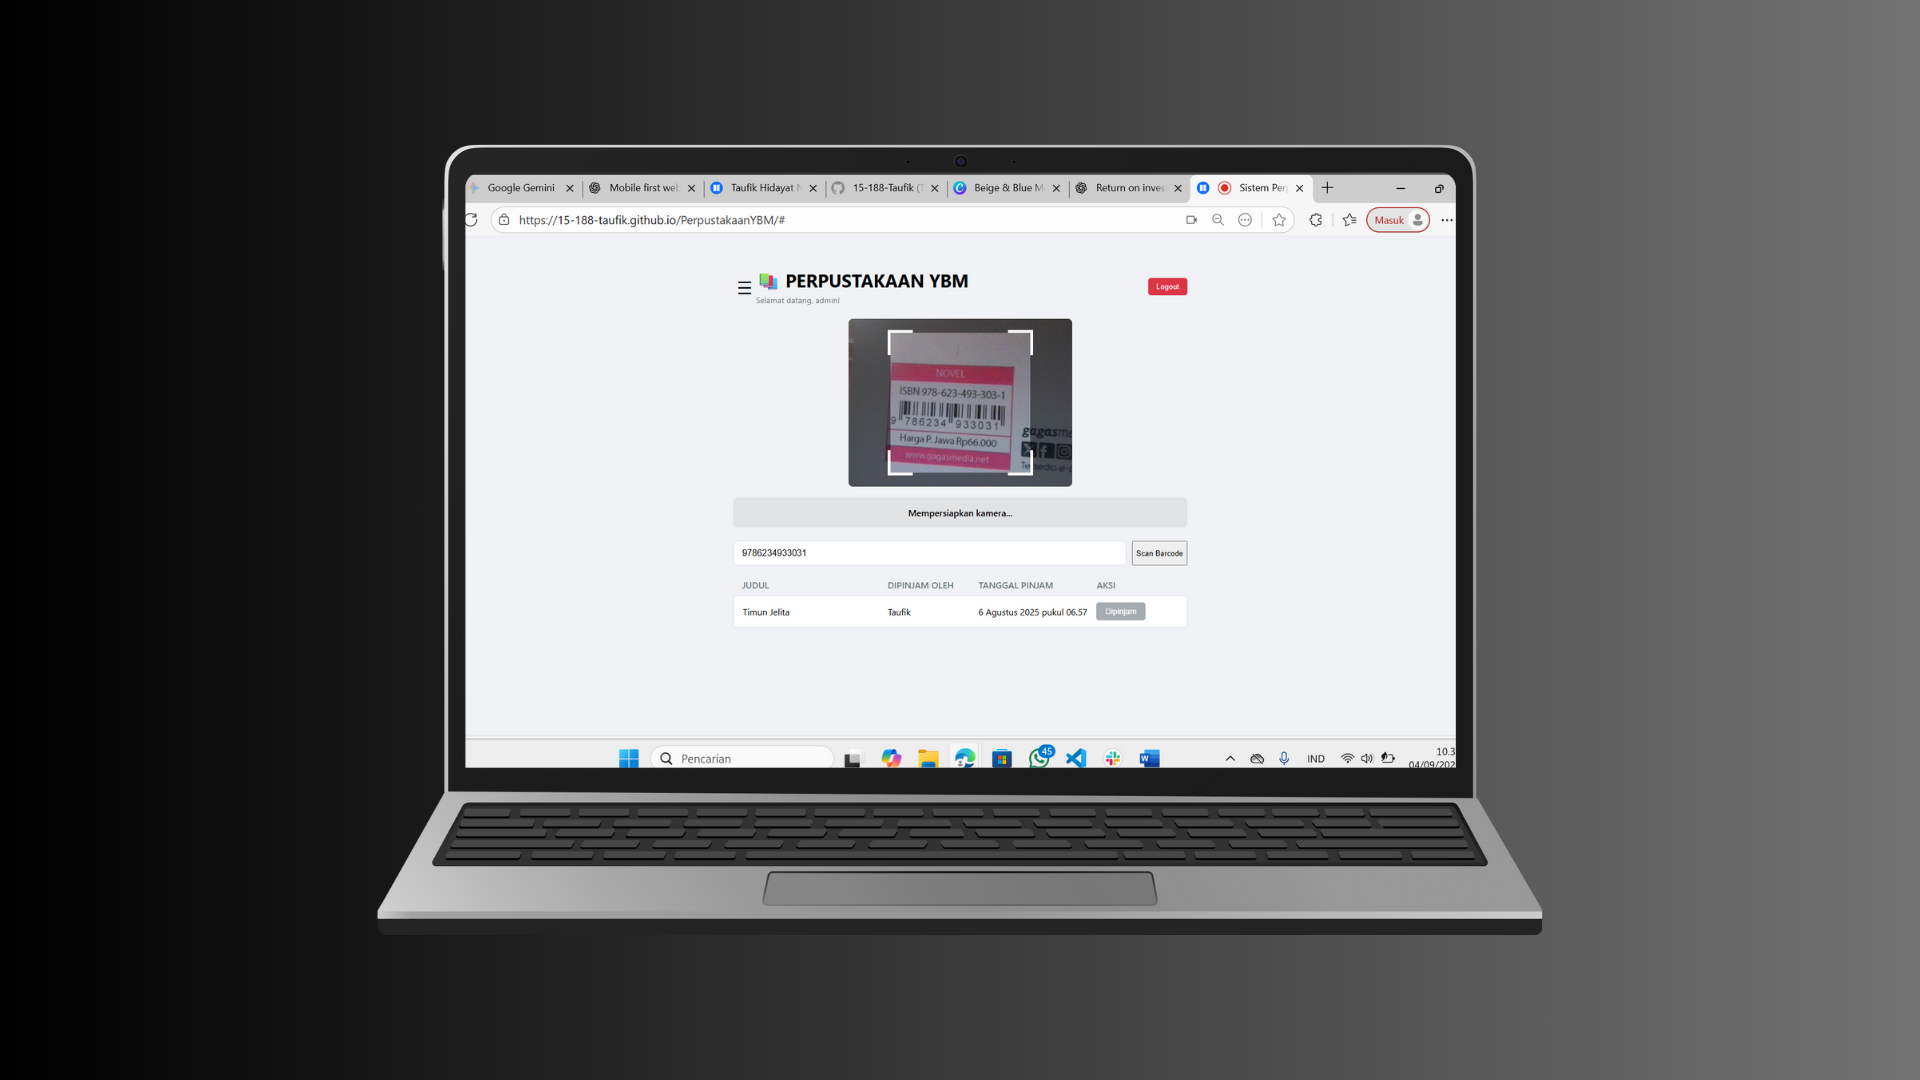 Google Gemini
Mobile first we
Taufik Hidayat
15-188-Taufik (
Beige & Blue M
Return on inves
Sistem Per
https://15-188-taufik.github.io/PerpustakaanYBM/#
Masuk
PERPUSTAKAAN YBM
Selamat datang, admin!
Logout
NOVEL
ISBN 978-623-493-303-1
9 786234 933031
Harga P. Jawa Rp66.000
www.gagasmedia.net
gagasme
Tersedia e-
Mempersiapkan kamera...
9786234933031
Scan Barcode
JUDUL DIPINJAM OLEH TANGGAL PINJAM AKSI
Timun Jelita Taufik 6 Agustus 2025 pukul 06.57 Dipinjam
Pencarian
45
IND
10.3
04/09/202